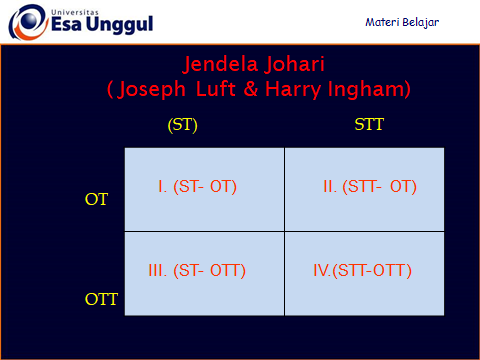 Universitas
Esa Unggul
Materi Belajar
Jendela Johari
( Joseph Luft & Harry Ingham)
(ST) STT
OT I. (ST- OT) II. (STT- OT)
OTT III. (ST- OTT) IV.(STT-OTT)